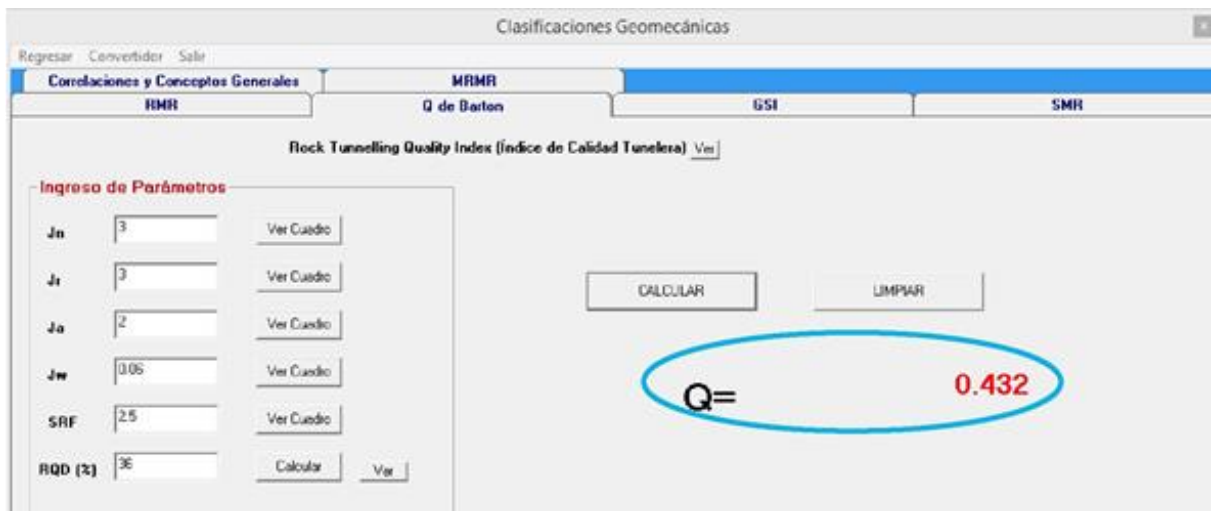 Clasificaciones Geomecánicas
Regresar Convertidor Salir
Correlaciones y Conceptos Generales MRMR
RMR Q de Barton GSI SMR
Rock Tunnelling Quality Index (Índice de Calidad Tunelera) Ver
Ingreso de Parámetros
Jn 3 Ver Cuadro
Jr 3 Ver Cuadro
CALCULAR LIMPIAR
Ja 2 Ver Cuadro
Jw 0.06 Ver Cuadro
Q= 0.432
SRF 2.5 Ver Cuadro
RQD (%) 36 Calcular Ver